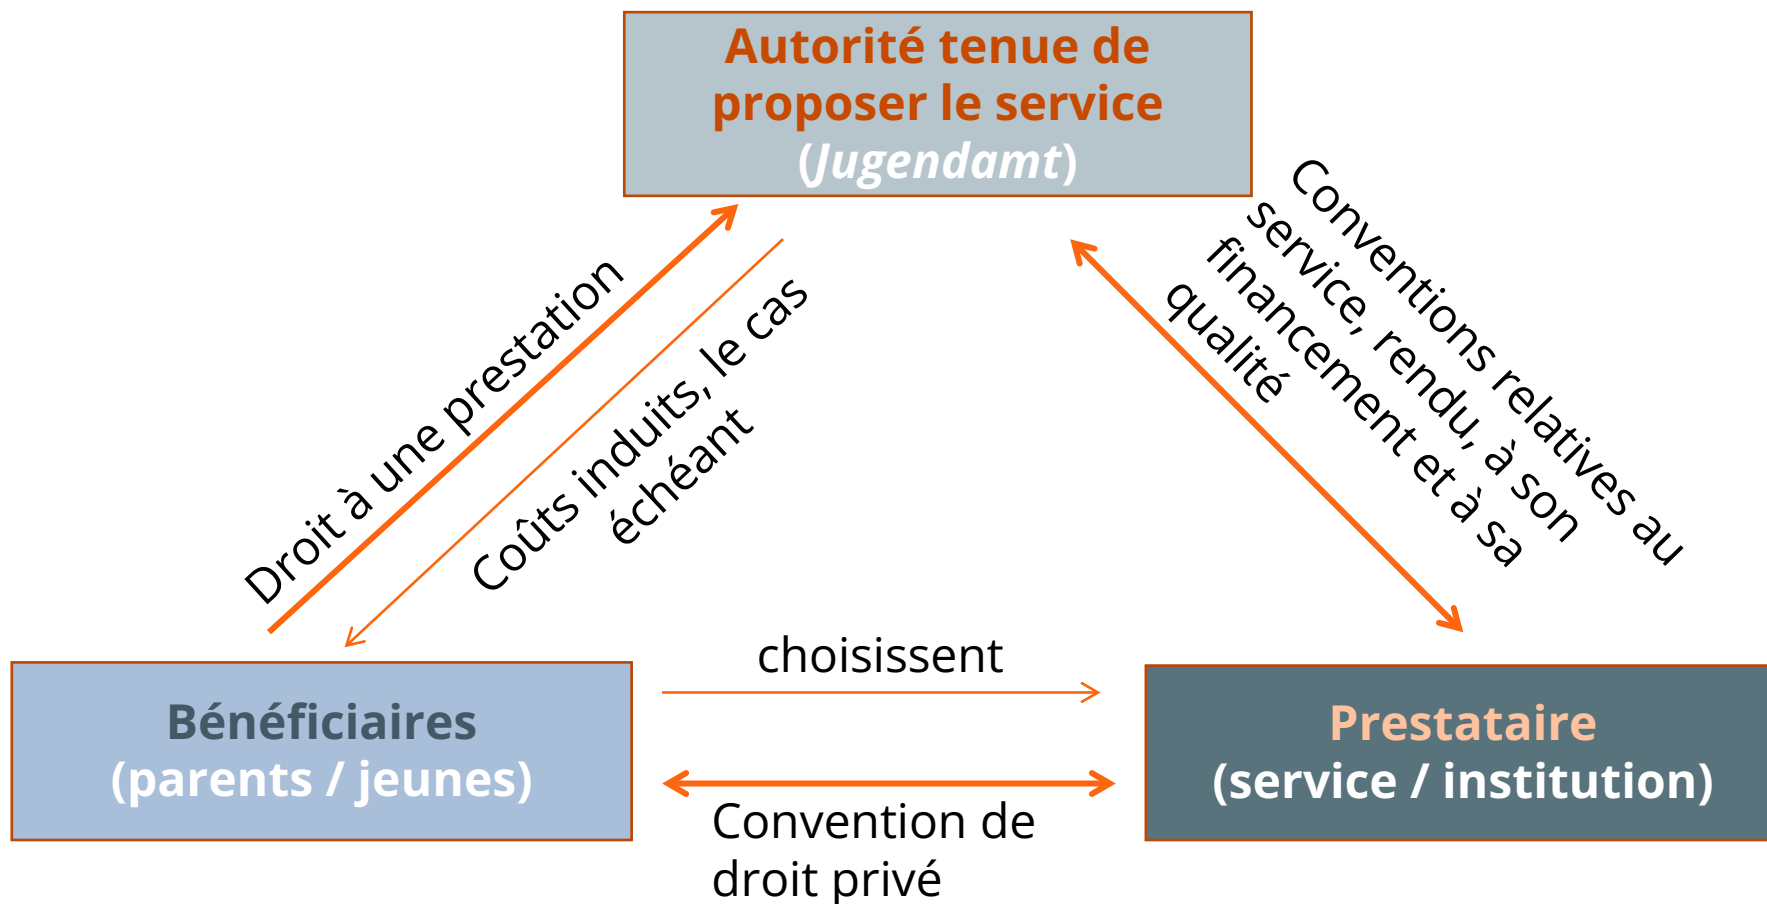 Autorité tenue de
proposer le service
(Jugendamt)
Droit à une prestation
Coûts induits, le cas
échéant
Conventions relatives au
service, rendu, à son
financement et à sa
qualité
choisissent
Bénéficiaires
(parents / jeunes)
Prestataire
(service / institution)
Convention de
droit privé